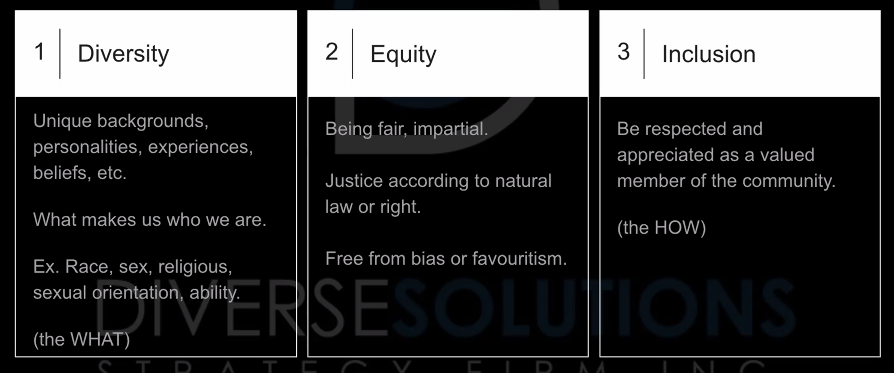 1 Diversity
Unique backgrounds,
personalities, experiences,
beliefs, etc.
What makes us who we are.
Ex. Race, sex, religious,
sexual orientation, ability.
(the WHAT)
2 Equity
Being fair, impartial.
Justice according to natural
law or right.
Free from bias or favouritism.
3 Inclusion
Be respected and
appreciated as a valued
member of the community.
(the HOW)
DIVERSESOLUTIONS
STRATEGY FIRM INC